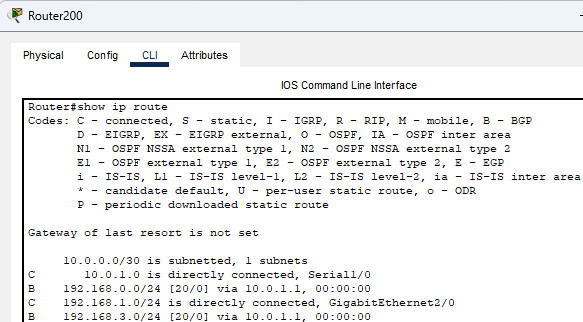 Router200
Physical Config CLI Attributes
IOS Command Line Interface
Router#show ip route
Codes: C - connected, S - static, I - IGRP, R - RIP, M - mobile, B - BGP
       D - EIGRP, EX - EIGRP external, O - OSPF, IA - OSPF inter area
       N1 - OSPF NSSA external type 1, N2 - OSPF NSSA external type 2
       E1 - OSPF external type 1, E2 - OSPF external type 2, E - EGP
       i - IS-IS, L1 - IS-IS level-1, L2 - IS-IS level-2, ia - IS-IS inter area
       * - candidate default, U - per-user static route, o - ODR
       P - periodic downloaded static route
Gateway of last resort is not set
     10.0.0.0/30 is subnetted, 1 subnets
C       10.0.1.0 is directly connected, Serial1/0
B    192.168.0.0/24 [20/0] via 10.0.1.1, 00:00:00
C    192.168.1.0/24 is directly connected, GigabitEthernet2/0
B    192.168.3.0/24 [20/0] via 10.0.1.1, 00:00:00